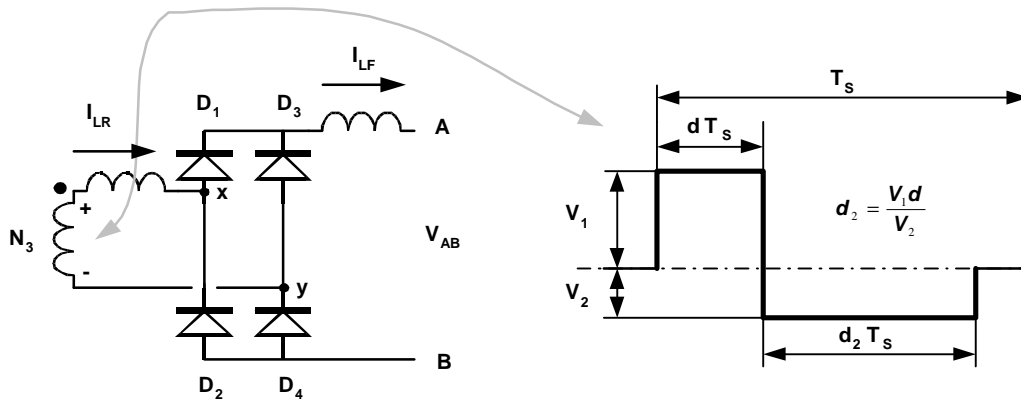 I_LF
T_S
D_1 D_3
A
I_LR
d T_S
x
+
V_1
d_2 = V_1 d / V_2
N_3
V_AB
-
y
V_2
B
d_2 T_S
D_2 D_4